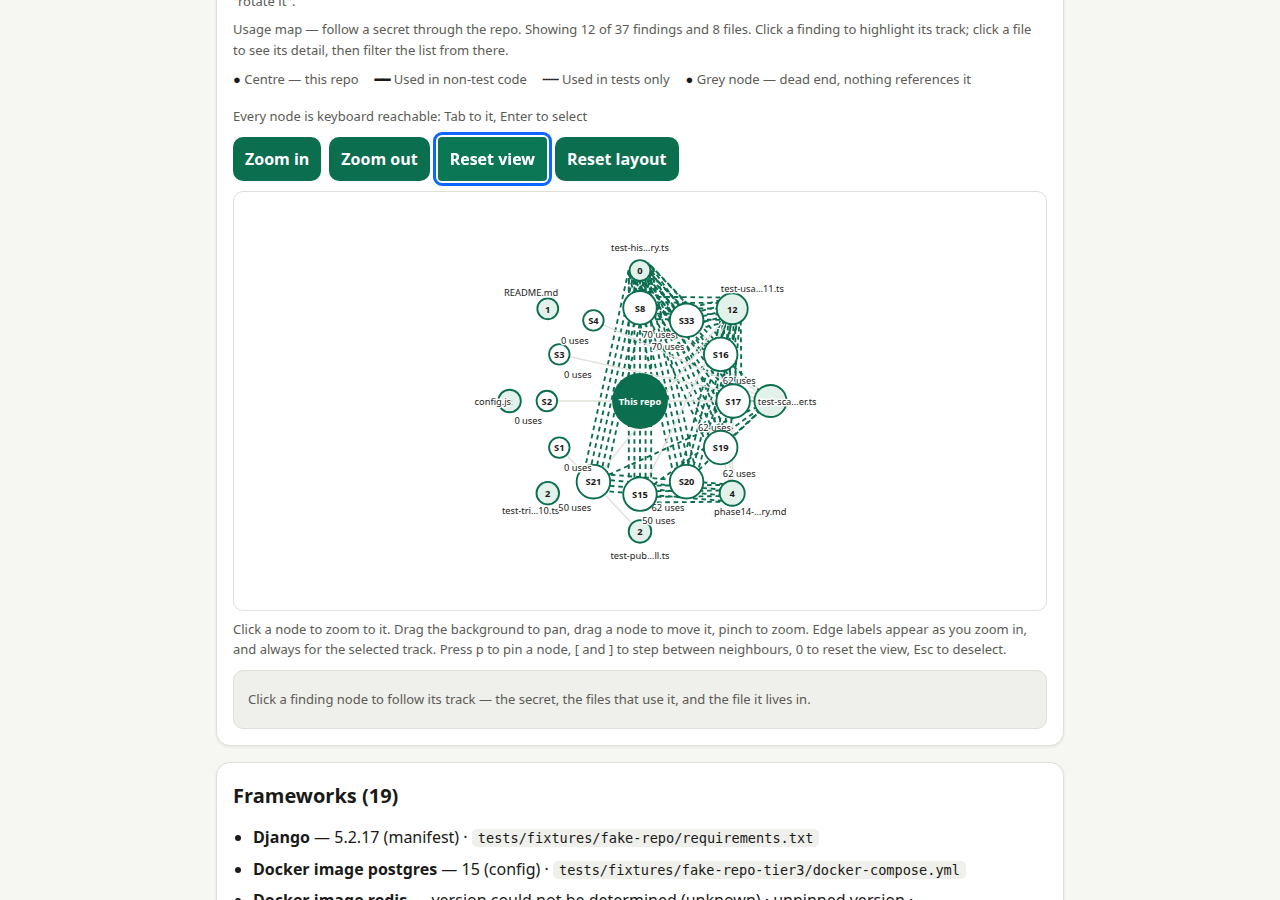 "rotate it".
Usage map — follow a secret through the repo. Showing 12 of 37 findings and 8 files. Click a finding to highlight its track; click a file
to see its detail, then filter the list from there.
● Centre — this repo Used in non-test code Used in tests only ● Grey node — dead end, nothing references it
Every node is keyboard reachable: Tab to it, Enter to select
Zoom in Zoom out Reset view Reset layout
test-his…ry.ts
0
README.md
test-usa…11.ts
1
S8
12
S4
S33
70 uses
0 uses
70 uses
S3
S16
0 uses
62 uses
config.js
S2
This repo
S17
test-sca…er.ts
0 uses
62 uses
S1
S19
0 uses
62 uses
S21
S20
2
S15
4
test-tri…10.ts
50 uses
62 uses
phase14-…ry.md
50 uses
2
test-pub…ll.ts
Click a node to zoom to it. Drag the background to pan, drag a node to move it, pinch to zoom. Edge labels appear as you zoom in,
and always for the selected track. Press p to pin a node, [ and ] to step between neighbours, 0 to reset the view, Esc to deselect.
Click a finding node to follow its track — the secret, the files that use it, and the file it lives in.
Frameworks (19)
• Django — 5.2.17 (manifest) · tests/fixtures/fake-repo/requirements.txt
• Docker image postgres — 15 (config) · tests/fixtures/fake-repo-tier3/docker-compose.yml
• Docker image redis — version could not be determined (unknown) · unpinned version ·